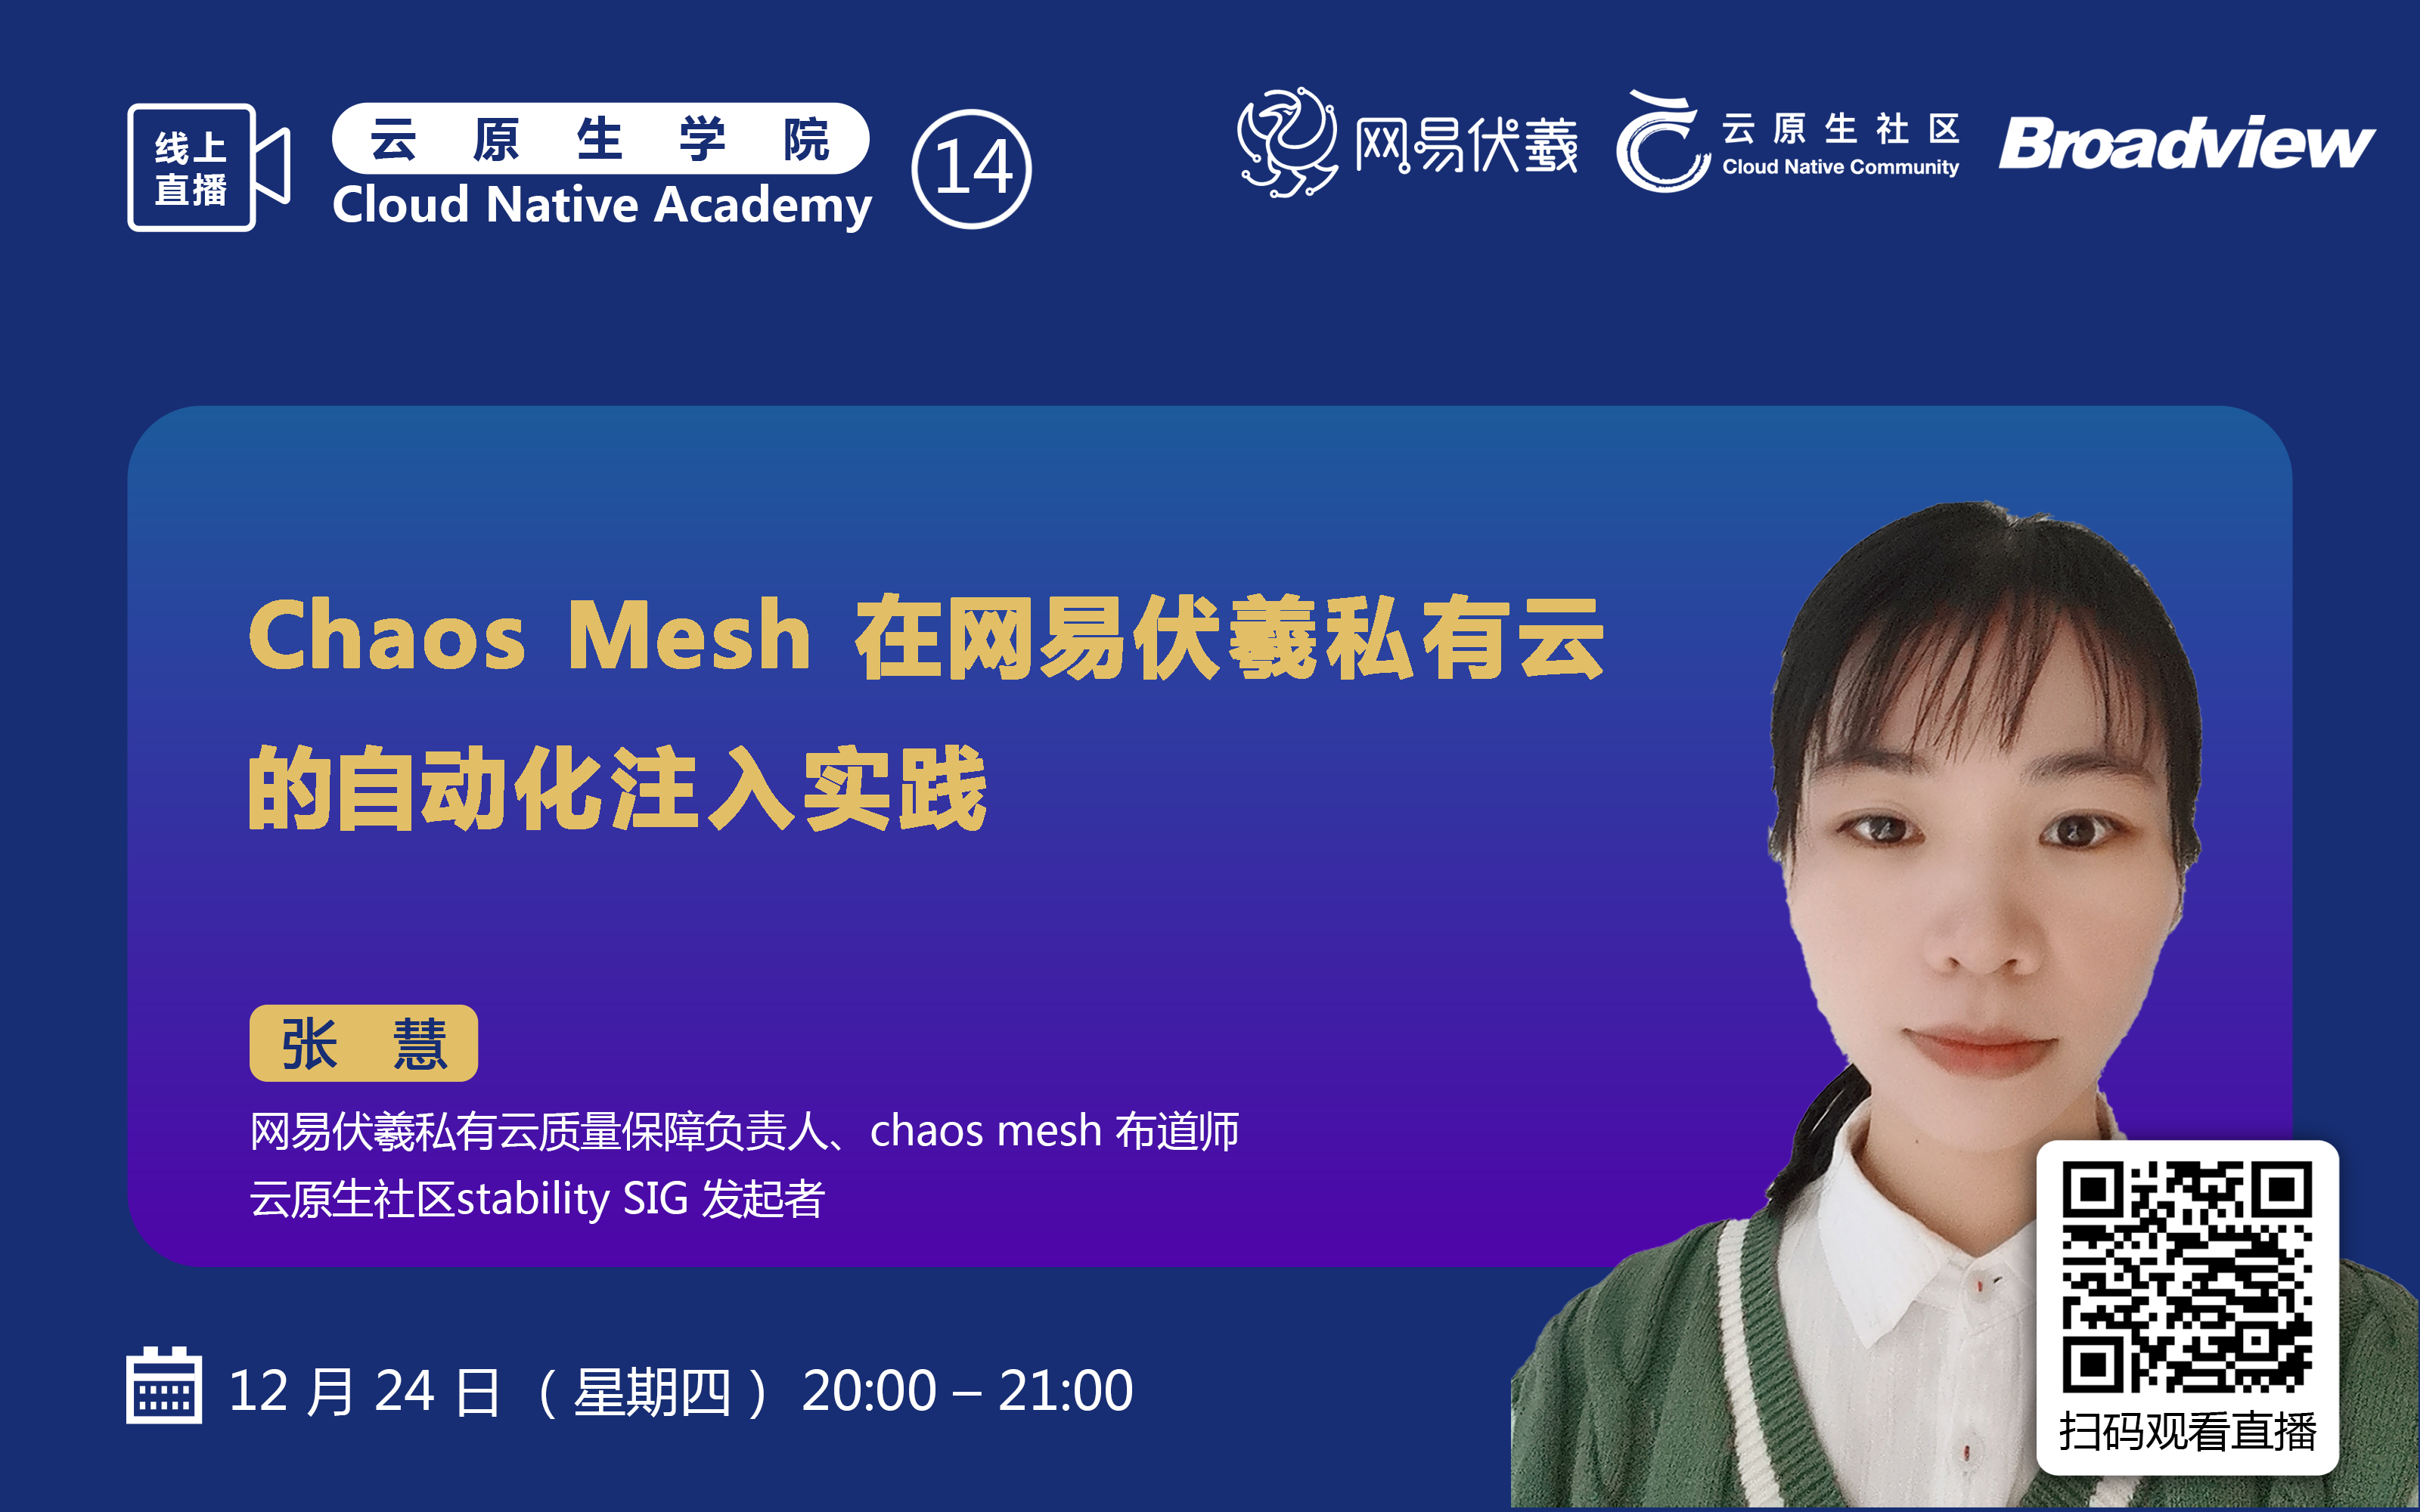 线上
直播
云原生学院
Cloud Native Academy
14
网易伏羲
云原生社区
Cloud Native Community
Broadview
Chaos Mesh 在网易伏羲私有云
的自动化注入实践
张 慧
网易伏羲私有云质量保障负责人、chaos mesh 布道师
云原生社区stability SIG 发起者
12 月 24 日 (星期四) 20:00 – 21:00
扫码观看直播